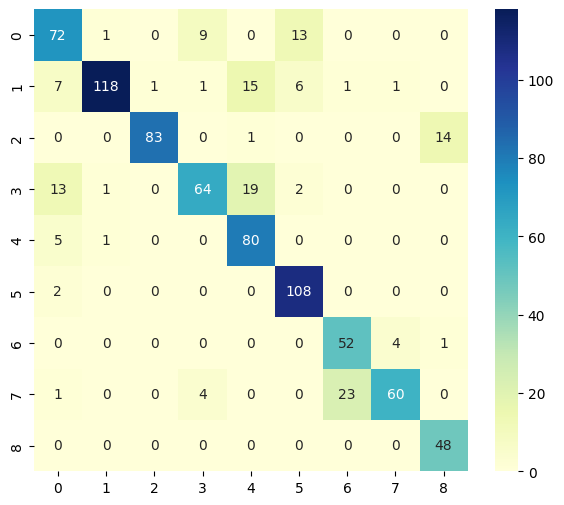 0 72 1 0 9 0 13 0 0 0
1 7 118 1 1 15 6 1 1 0
2 0 0 83 0 1 0 0 0 14
3 13 1 0 64 19 2 0 0 0
4 5 1 0 0 80 0 0 0 0
5 2 0 0 0 0 108 0 0 0
6 0 0 0 0 0 0 52 4 1
7 1 0 0 4 0 0 23 60 0
8 0 0 0 0 0 0 0 0 48
0 1 2 3 4 5 6 7 8
100
80
60
40
20
0